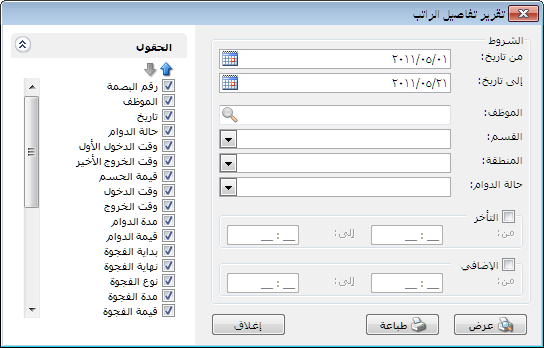 تقرير تفاصيل الراتب
الشروط
من تاريخ: ٢٠١١/٠٥/٠١
إلى تاريخ: ٢٠١١/٠٥/٢١
الموظف:
القسم:
المنطقة:
حالة الدوام:
التأخر
من: __ : __ إلى: __ : __
الإضافي
من: __ : __ إلى: __ : __
عرض
طباعة
إغلاق
الحقول
رقم البصمة
الموظف
تاريخ
حالة الدوام
وقت الدخول الأول
وقت الخروج الأخير
قيمة الحسم
وقت الدخول
وقت الخروج
مدة الدوام
قيمة الدوام
بداية الفجوة
نهاية الفجوة
نوع الفجوة
مدة الفجوة
قيمة الفجوة